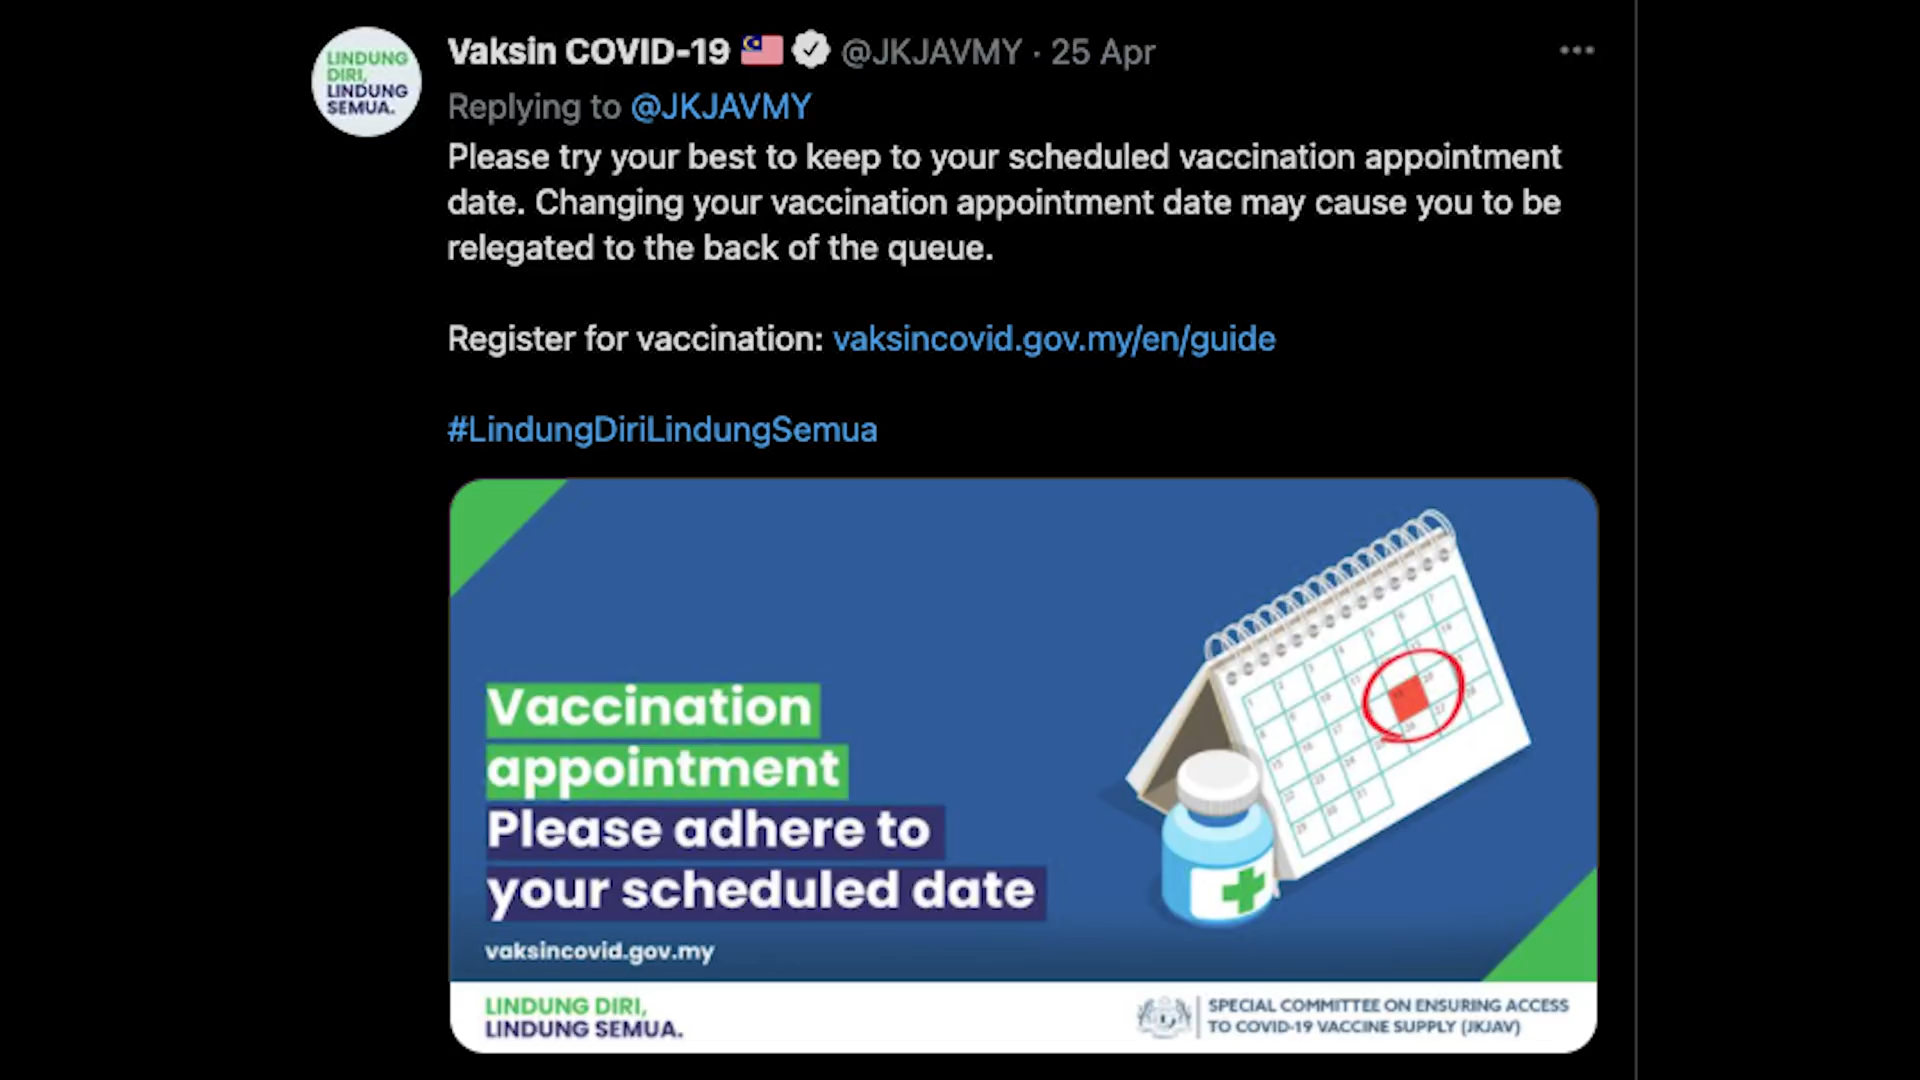 LINDUNG
DIRI,
LINDUNG
SEMUA.
Vaksin COVID-19 @JKJAVMY · 25 Apr
Replying to @JKJAVMY
Please try your best to keep to your scheduled vaccination appointment
date. Changing your vaccination appointment date may cause you to be
relegated to the back of the queue.
Register for vaccination: vaksincovid.gov.my/en/guide
#LindungDiriLindungSemua
Vaccination
appointment
Please adhere to
your scheduled date
vaksincovid.gov.my
LINDUNG DIRI,
LINDUNG SEMUA.
SPECIAL COMMITTEE ON ENSURING ACCESS
TO COVID-19 VACCINE SUPPLY (JKJAV)